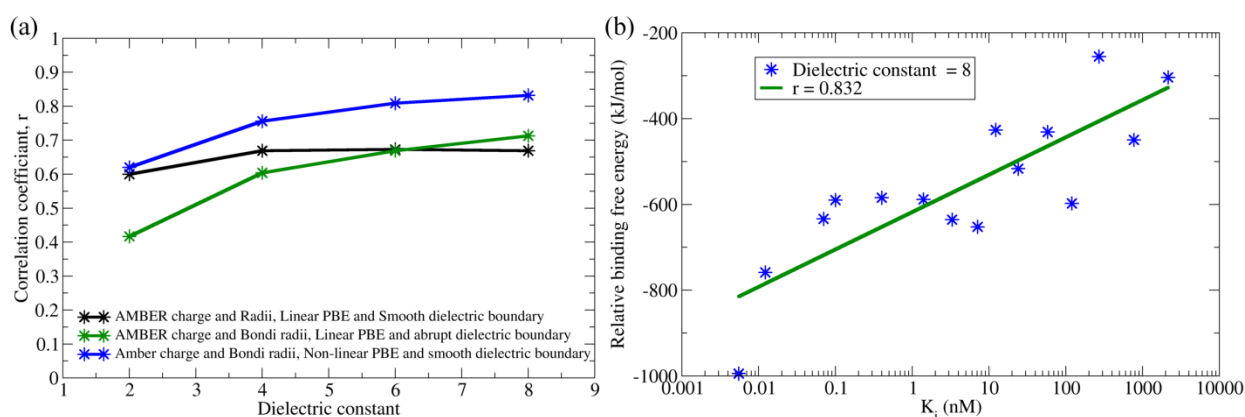 (a)
1
0.9
0.8
0.7
0.6
0.5
0.4
0.3
0.2
0.1
0
Correlation coefficiant, r
AMBER charge and Radii, Linear PBE and Smooth dielectric boundary
AMBER charge and Bondi radii, Linear PBE and abrupt dielectric boundary
Amber charge and Bondi radii, Non-linear PBE and smooth dielectric boundary
1 2 3 4 5 6 7 8 9
Dielectric constant
(b)
-200
-400
-600
-800
-1000
Relative binding free energy (kJ/mol)
Dielectric constant = 8
r = 0.832
0.001 0.01 0.1 1 10 100 1000 10000
K_i (nM)